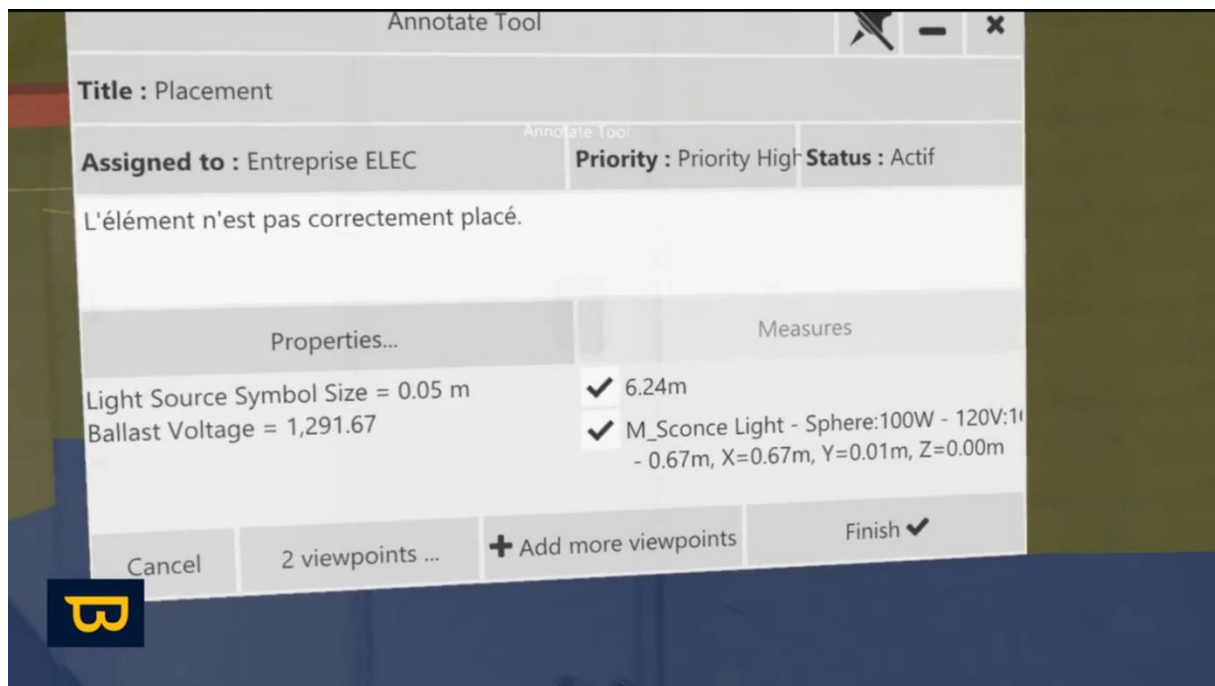 Annotate Tool
Title : Placement
Annotate Tool
Assigned to : Entreprise ELEC Priority : Priority High Status : Actif
L'élément n'est pas correctement placé.
Properties... Measures
Light Source Symbol Size = 0.05 m
Ballast Voltage = 1,291.67
6.24m
M_Sconce Light - Sphere:100W - 120V:1
- 0.67m, X=0.67m, Y=0.01m, Z=0.00m
Cancel 2 viewpoints ... Add more viewpoints Finish
B